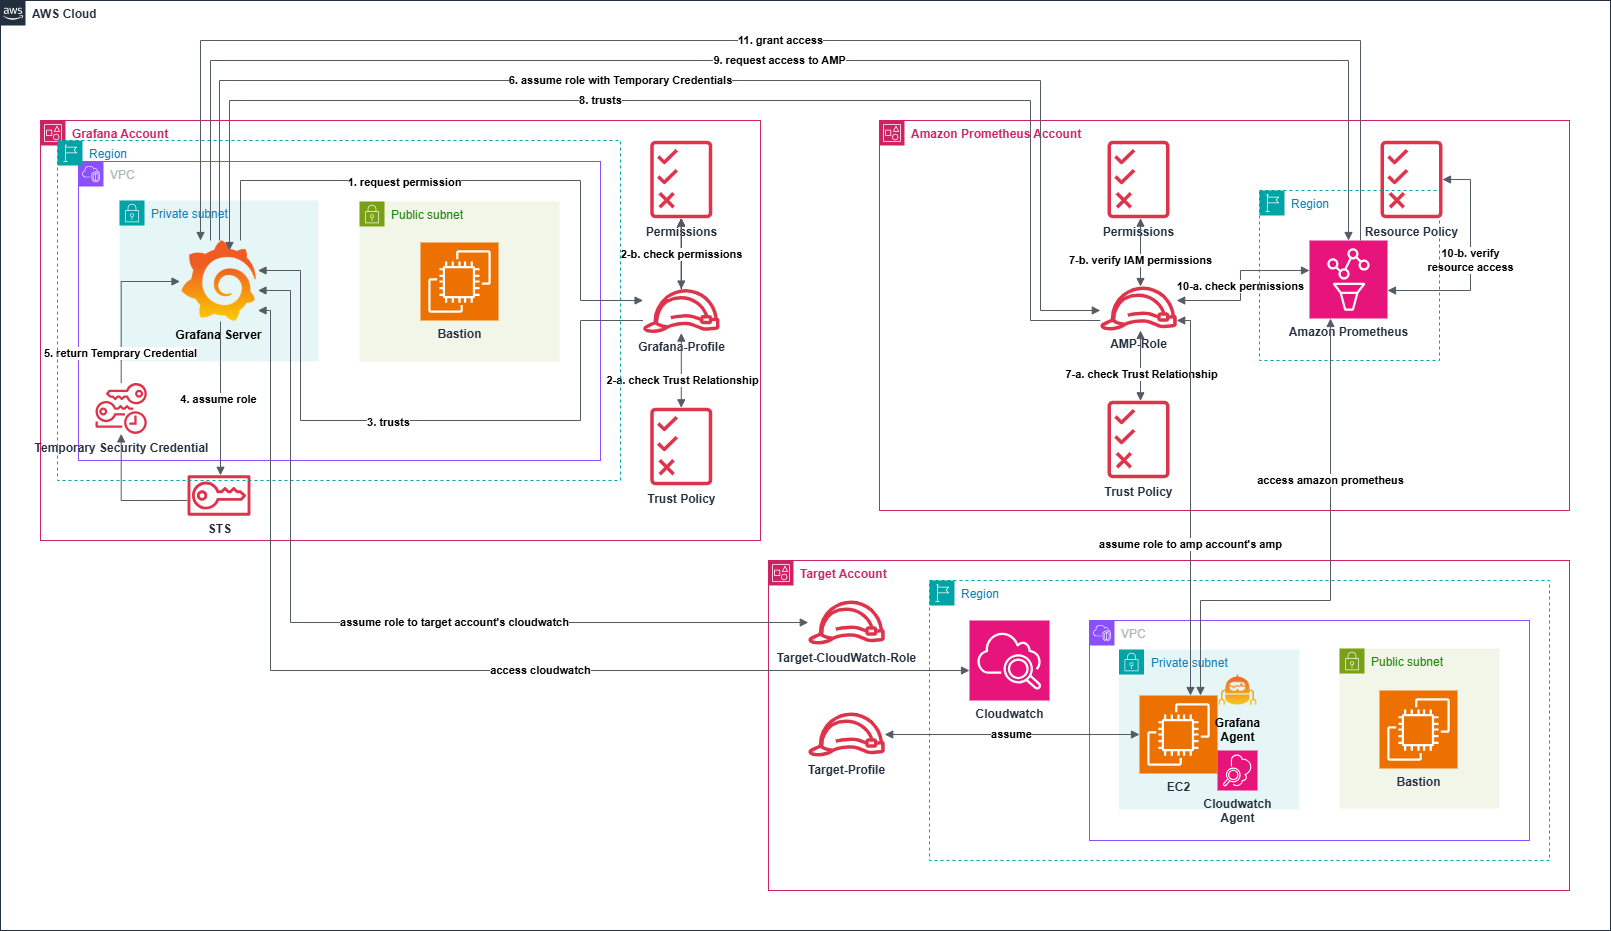 aws
AWS Cloud
11. grant access
9. request access to AMP
6. assume role with Temporary Credentials
8. trusts
Grafana Account
Region
VPC
Private subnet
Public subnet
1. request permission
Grafana Server
Bastion
Permissions
2-b. check permissions
Grafana-Profile
2-a. check Trust Relationship
Trust Policy
3. trusts
4. assume role
5. return Temprary Credential
Temporary Security Credential
STS
Amazon Prometheus Account
Permissions
7-b. verify IAM permissions
AMP-Role
7-a. check Trust Relationship
Trust Policy
Region
Resource Policy
10-b. verify
resource access
10-a. check permissions
Amazon Prometheus
access amazon prometheus
assume role to amp account's amp
assume role to target account's cloudwatch
access cloudwatch
Target Account
Target-CloudWatch-Role
Target-Profile
assume
Region
Cloudwatch
VPC
Private subnet
Grafana
Agent
EC2
Cloudwatch
Agent
Public subnet
Bastion